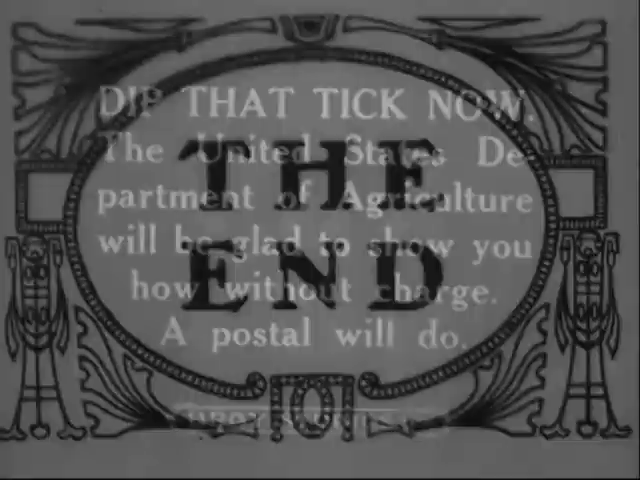 DIP THAT TICK NOW.
The United States De-
partment of Agriculture
will be glad to show you
how without charge.
A postal will do.
THE
END